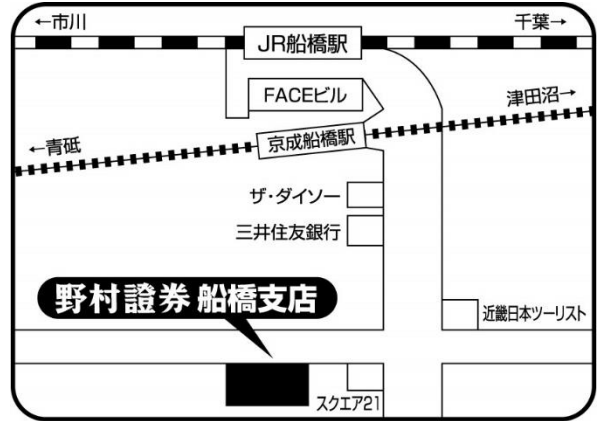 ←市川
千葉→
JR船橋駅
FACEビル
津田沼→
京成船橋駅
←青砥
ザ・ダイソー
三井住友銀行
野村證券 船橋支店
近畿日本ツーリスト
スクエア21